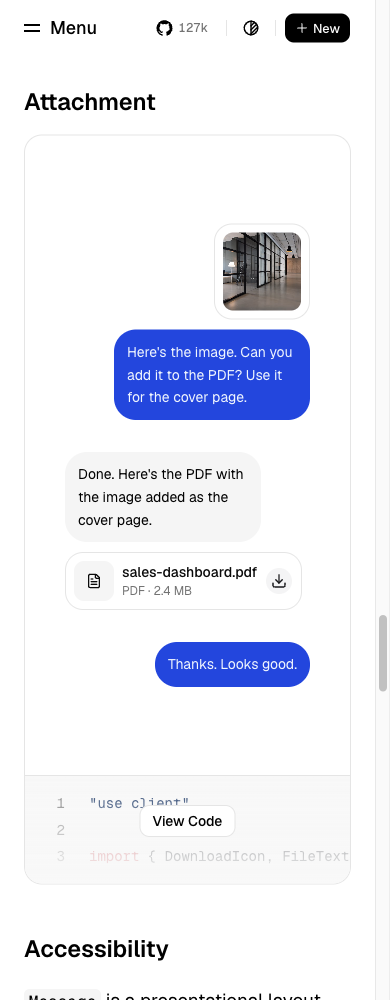 Menu
127k
New
Attachment
Here's the image. Can you
add it to the PDF? Use it
for the cover page.
Done. Here's the PDF with
the image added as the
cover page.
sales-dashboard.pdf
PDF · 2.4 MB
Thanks. Looks good.
1 "use client"
View Code
2
3 import { DownloadIcon, FileText
Accessibility
Message is a presentational layout